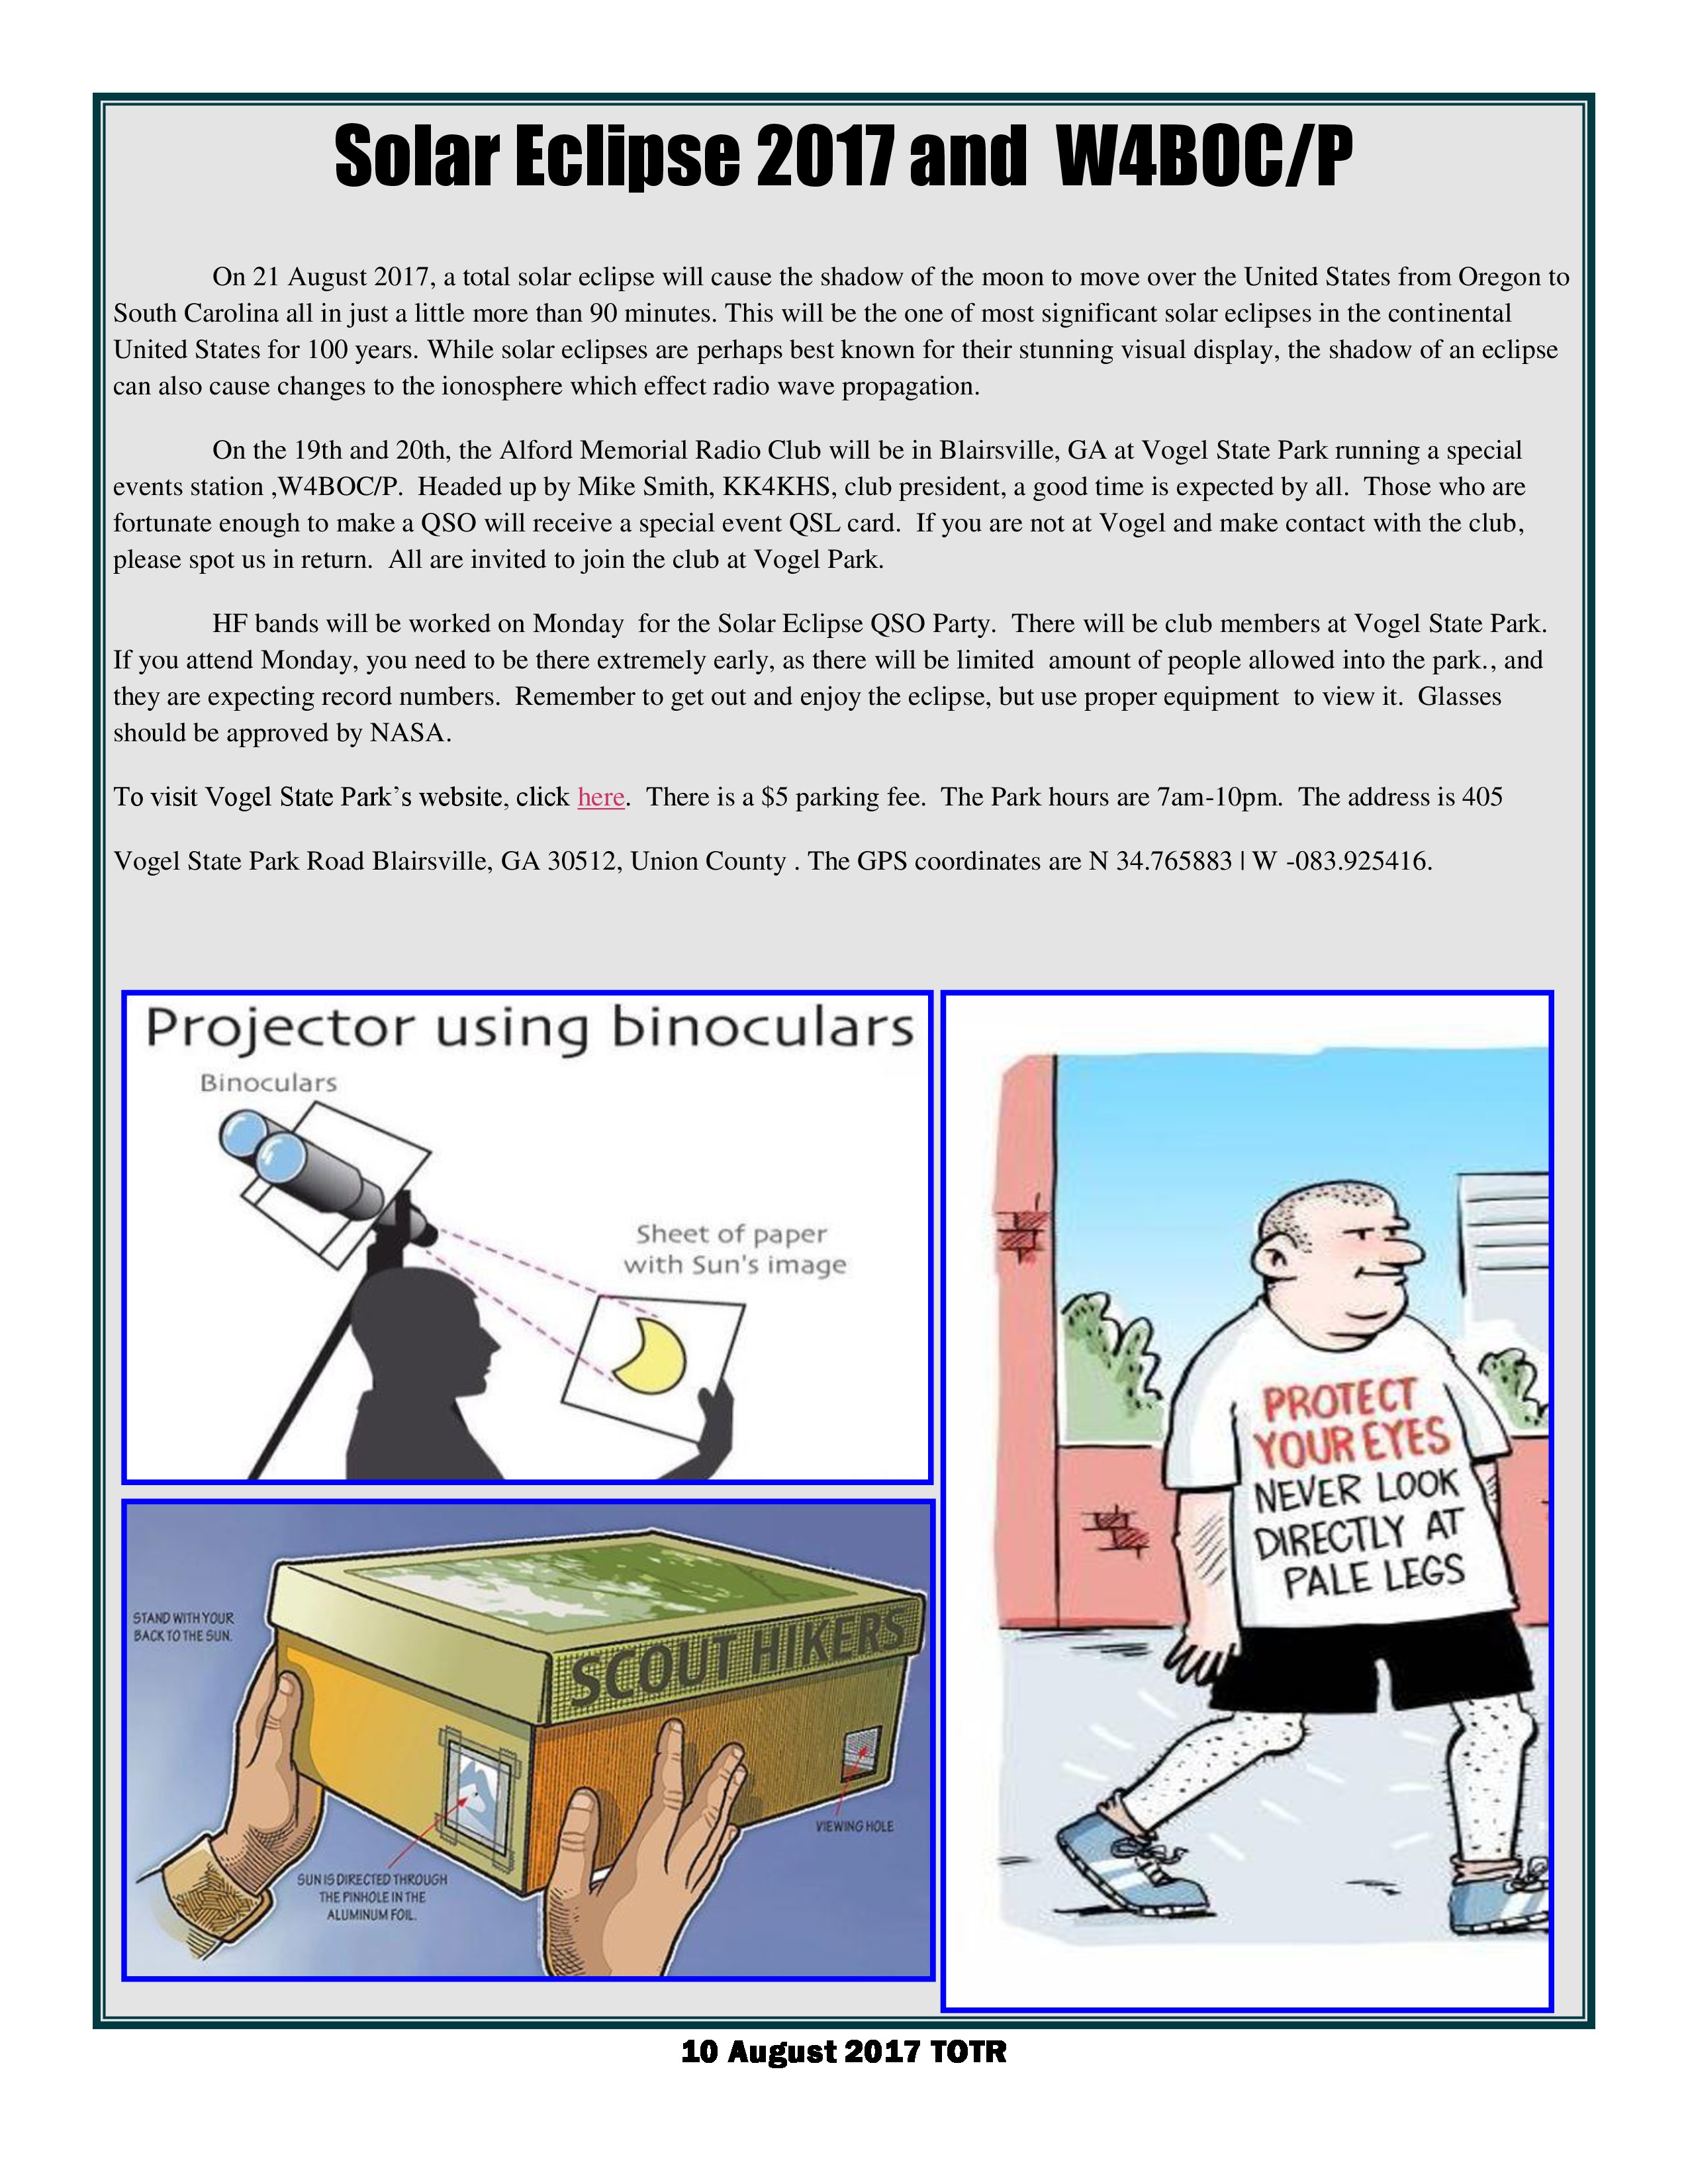 Solar Eclipse 2017 and  W4BOC/P
On 21 August 2017, a total solar eclipse will cause the shadow of the moon to move over the United States from Oregon to
South Carolina all in just a little more than 90 minutes. This will be the one of most significant solar eclipses in the continental
United States for 100 years. While solar eclipses are perhaps best known for their stunning visual display, the shadow of an eclipse
can also cause changes to the ionosphere which effect radio wave propagation.
On the 19th and 20th, the Alford Memorial Radio Club will be in Blairsville, GA at Vogel State Park running a special
events station ,W4BOC/P.  Headed up by Mike Smith, KK4KHS, club president, a good time is expected by all.  Those who are
fortunate enough to make a QSO will receive a special event QSL card.  If you are not at Vogel and make contact with the club,
please spot us in return.  All are invited to join the club at Vogel Park.
HF bands will be worked on Monday  for the Solar Eclipse QSO Party.  There will be club members at Vogel State Park.
If you attend Monday, you need to be there extremely early, as there will be limited  amount of people allowed into the park., and
they are expecting record numbers.  Remember to get out and enjoy the eclipse, but use proper equipment  to view it.  Glasses
should be approved by NASA.
To visit Vogel State Park’s website, click here.  There is a $5 parking fee.  The Park hours are 7am-10pm.  The address is 405
Vogel State Park Road Blairsville, GA 30512, Union County . The GPS coordinates are N 34.765883 | W -083.925416.
Projector using binoculars
Binoculars
Sheet of paper
with Sun's image
STAND WITH YOUR
BACK TO THE SUN.
SCOUT HIKERS
VIEWING HOLE
SUN IS DIRECTED THROUGH
THE PINHOLE IN THE
ALUMINUM FOIL.
PROTECT
YOUR EYES
NEVER LOOK
DIRECTLY AT
PALE LEGS
10 August 2017 TOTR